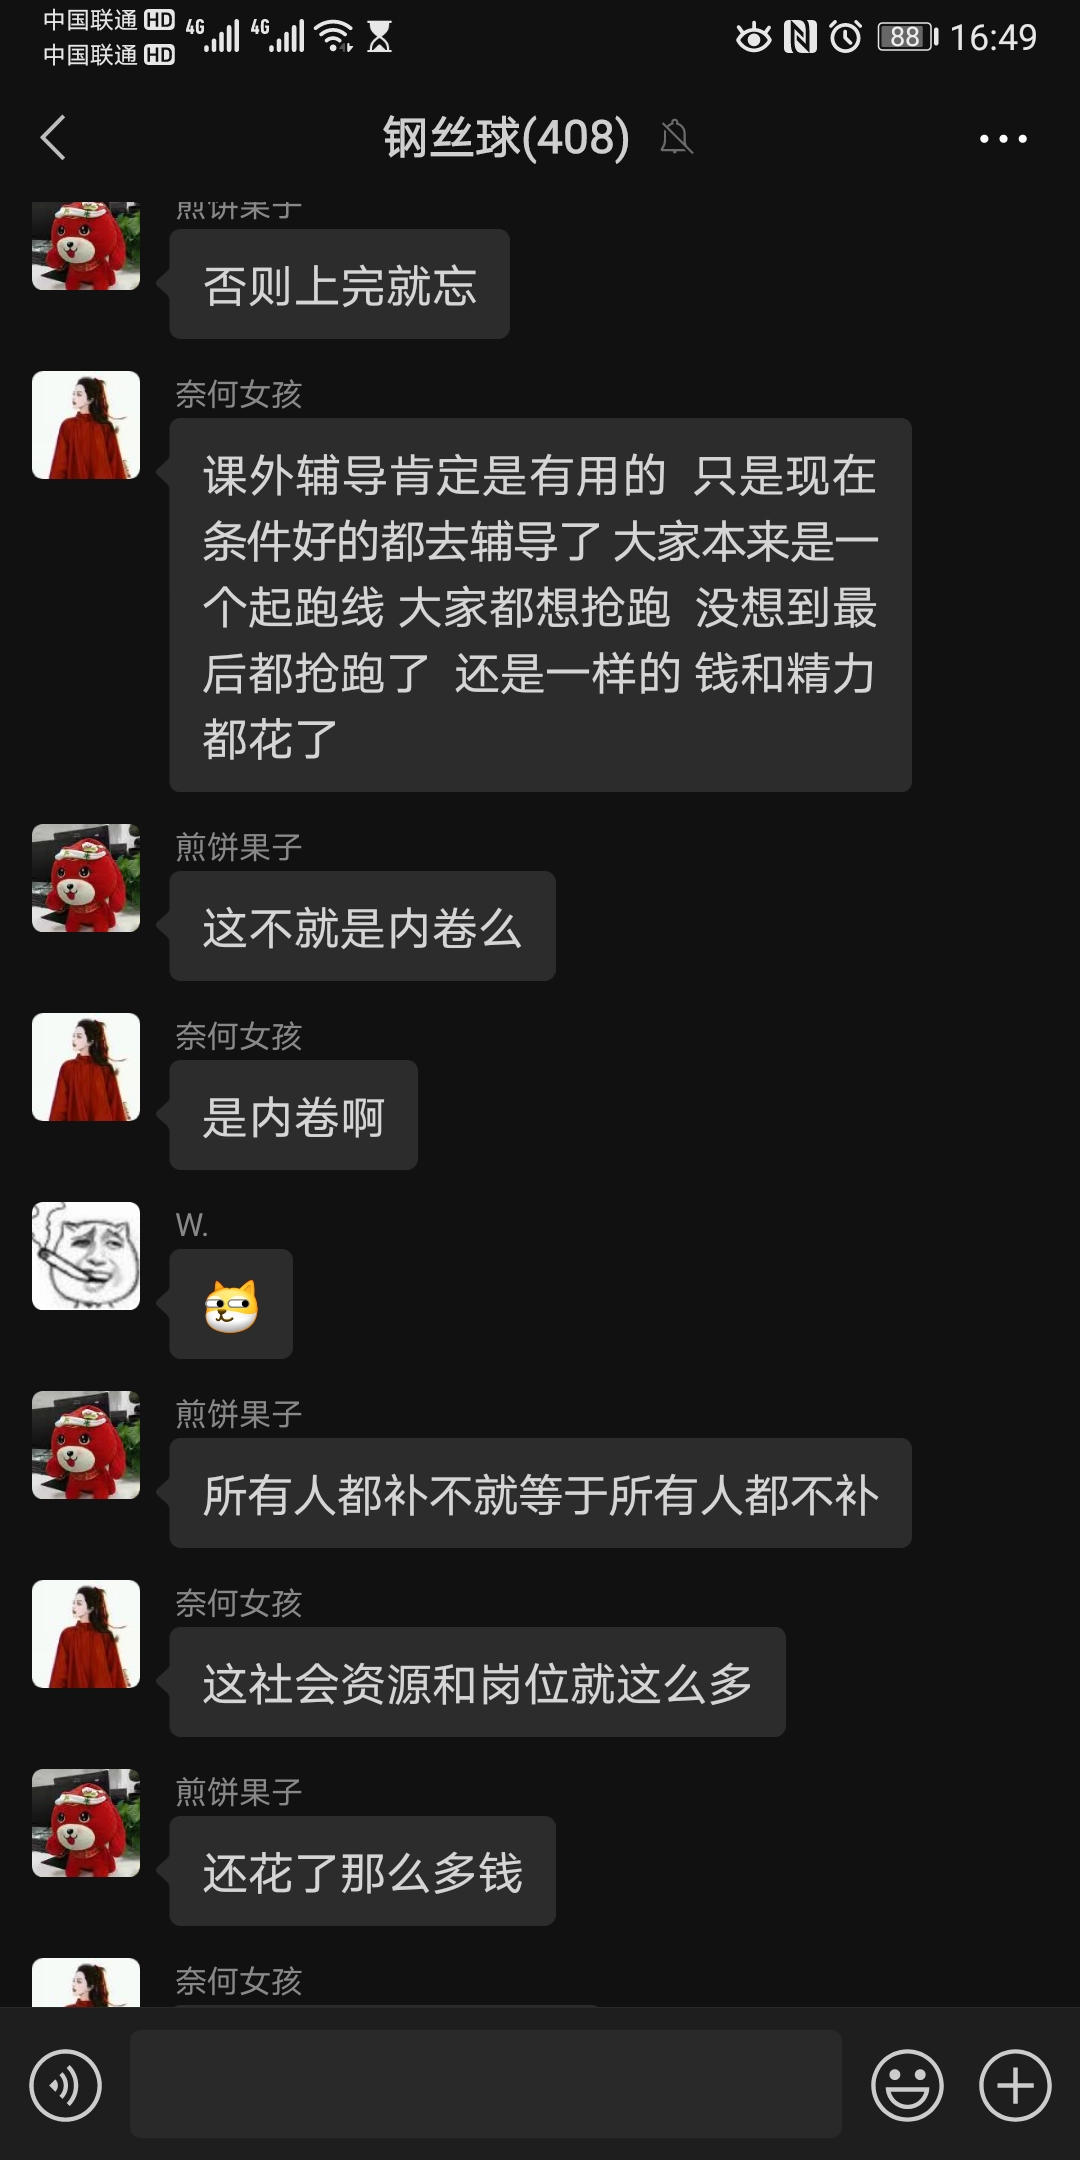 中国联通 HD 4G 4G 88 16:49
中国联通 HD
钢丝球(408)
煎饼果子
否则上完就忘
奈何女孩
课外辅导肯定是有用的 只是现在
条件好的都去辅导了 大家本来是一
个起跑线 大家都想抢跑 没想到最
后都抢跑了 还是一样的 钱和精力
都花了
煎饼果子
这不就是内卷么
奈何女孩
是内卷啊
W.
煎饼果子
所有人都补不就等于所有人都不补
奈何女孩
这社会资源和岗位就这么多
煎饼果子
还花了那么多钱
奈何女孩